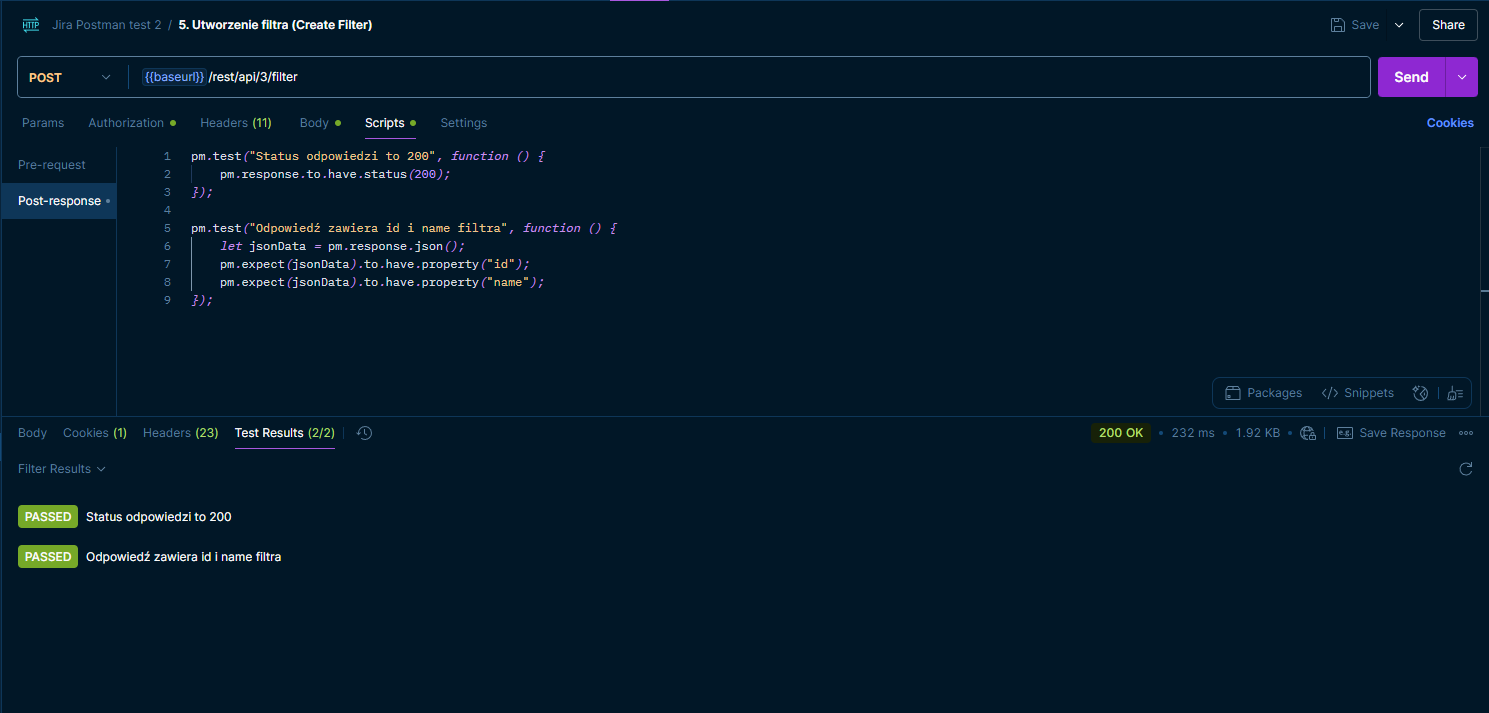 HTTP Jira Postman test 2 / 5. Utworzenie filtra (Create Filter) Save Share
POST {{baseurl}} /rest/api/3/filter Send
Params Authorization Headers (11) Body Scripts Settings Cookies
Pre-request
Post-response
1 pm.test("Status odpowiedzi to 200", function () {
2 pm.response.to.have.status(200);
3 });
4
5 pm.test("Odpowiedź zawiera id i name filtra", function () {
6 let jsonData = pm.response.json();
7 pm.expect(jsonData).to.have.property("id");
8 pm.expect(jsonData).to.have.property("name");
9 });
Packages </> Snippets
Body Cookies (1) Headers (23) Test Results (2/2) 200 OK • 232 ms • 1.92 KB • e.g. Save Response
Filter Results
PASSED Status odpowiedzi to 200
PASSED Odpowiedź zawiera id i name filtra